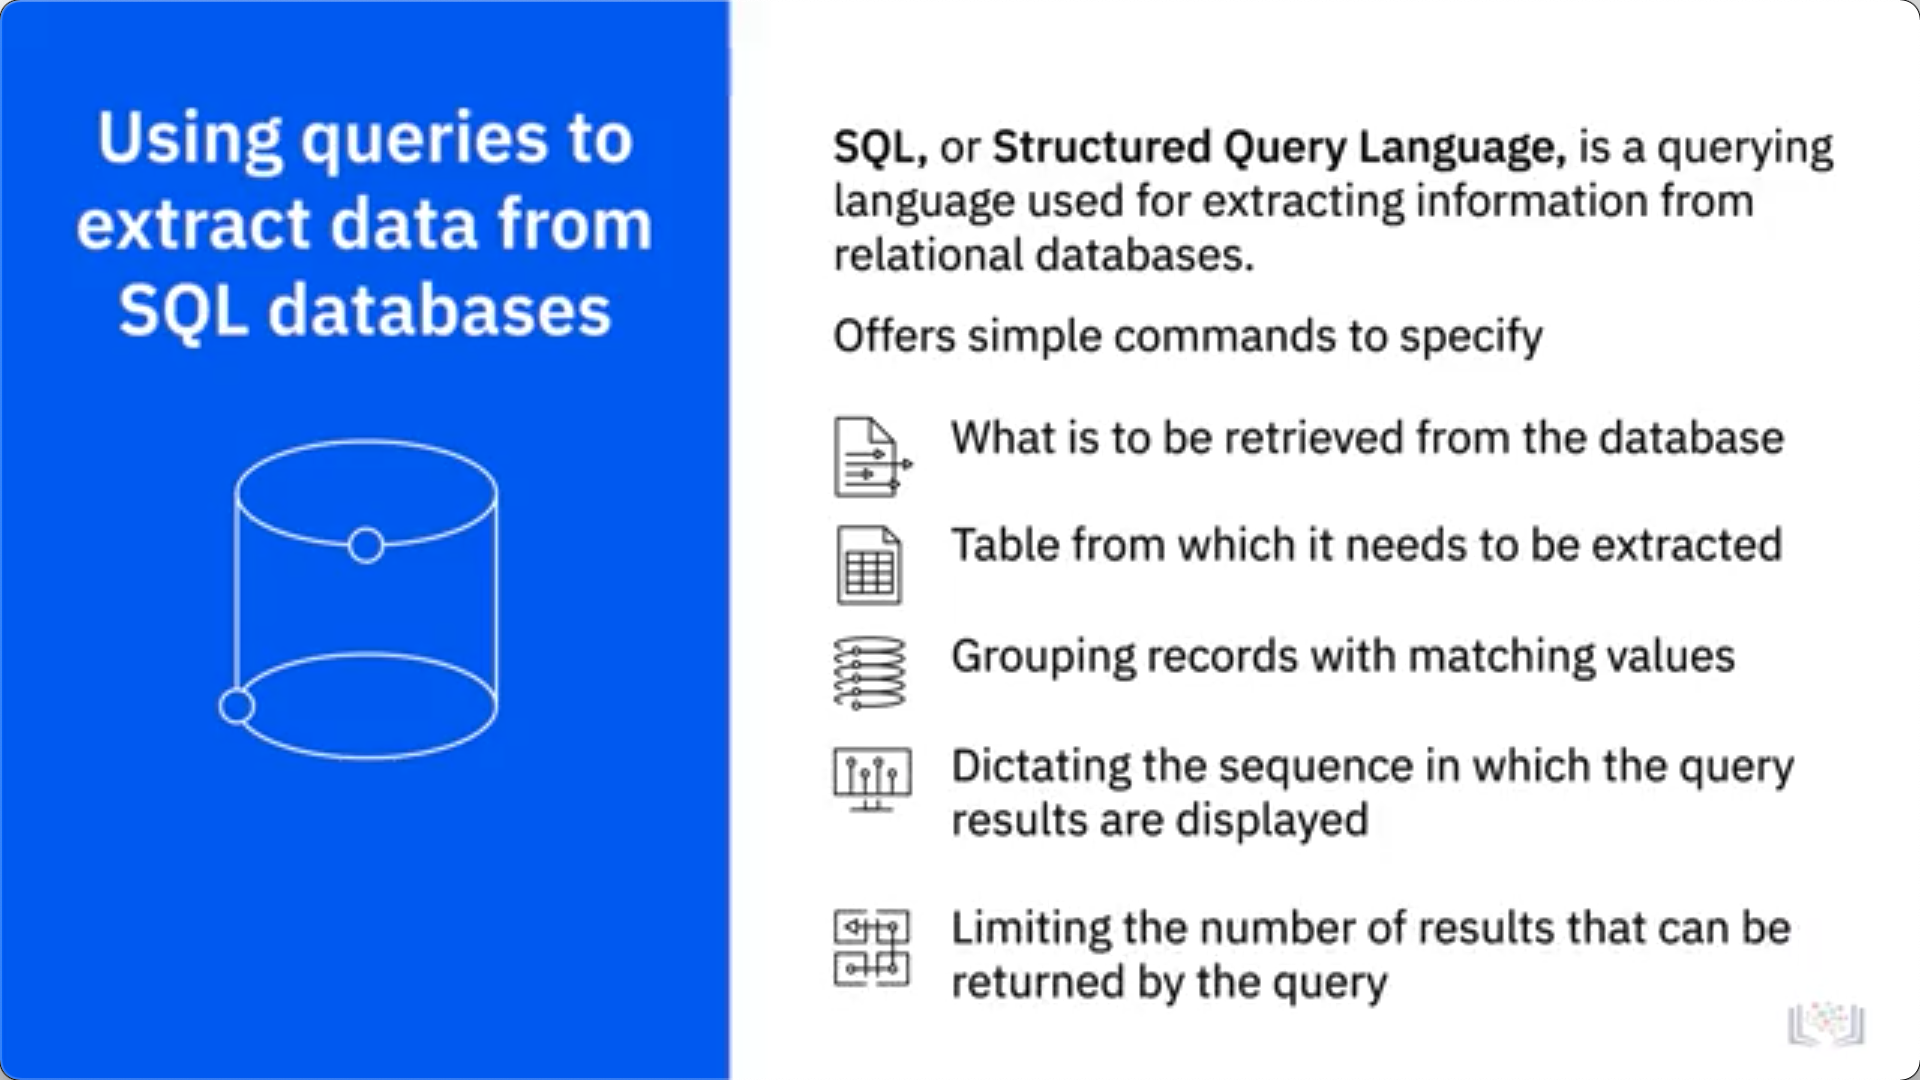 Using queries to
extract data from
SQL databases
SQL, or Structured Query Language, is a querying
language used for extracting information from
relational databases.
Offers simple commands to specify
What is to be retrieved from the database
Table from which it needs to be extracted
Grouping records with matching values
Dictating the sequence in which the query
results are displayed
Limiting the number of results that can be
returned by the query